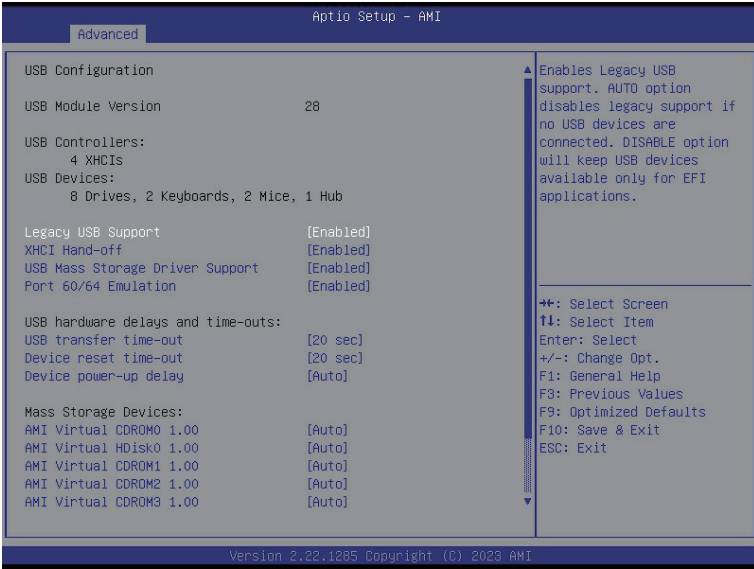 Aptio Setup – AMI
Advanced
USB Configuration
USB Module Version 28
USB Controllers:
4 XHCIs
USB Devices:
8 Drives, 2 Keyboards, 2 Mice, 1 Hub
Legacy USB Support [Enabled]
XHCI Hand-off [Enabled]
USB Mass Storage Driver Support [Enabled]
Port 60/64 Emulation [Enabled]
USB hardware delays and time-outs:
USB transfer time-out [20 sec]
Device reset time-out [20 sec]
Device power-up delay [Auto]
Mass Storage Devices:
AMI Virtual CDROM0 1.00 [Auto]
AMI Virtual HDisk0 1.00 [Auto]
AMI Virtual CDROM1 1.00 [Auto]
AMI Virtual CDROM2 1.00 [Auto]
AMI Virtual CDROM3 1.00 [Auto]
Enables Legacy USB
support. AUTO option
disables legacy support if
no USB devices are
connected. DISABLE option
will keep USB devices
available only for EFI
applications.
→←: Select Screen
↑↓: Select Item
Enter: Select
+/-: Change Opt.
F1: General Help
F3: Previous Values
F9: Optimized Defaults
F10: Save & Exit
ESC: Exit
Version 2.22.1285 Copyright (C) 2023 AMI